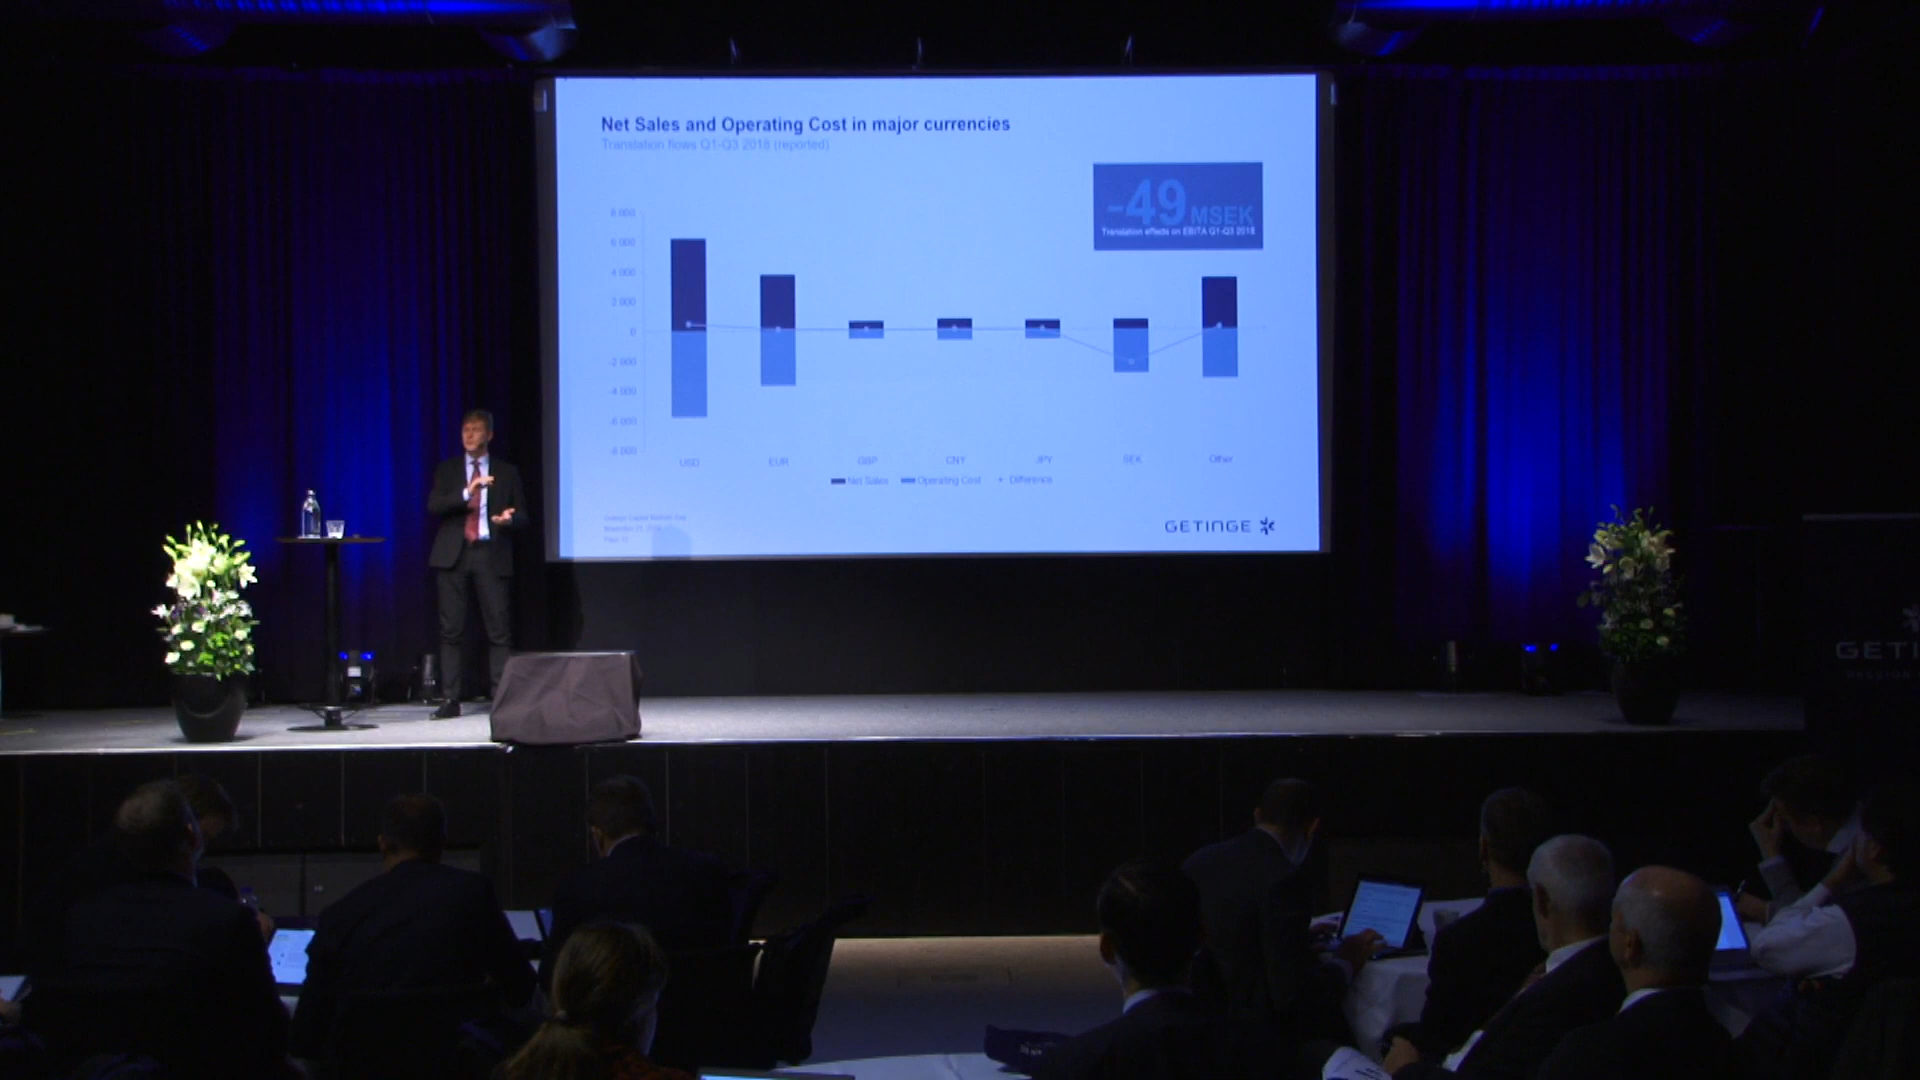 Net Sales and Operating Cost in major currencies
Translation flows Q1-Q3 2018 (reported)
-49 MSEK
Translation effects on EBITA Q1-Q3 2018
8 000
6 000
4 000
2 000
0
-2 000
-4 000
-6 000
-8 000
USD EUR GBP CNY JPY SEK Other
Net Sales Operating Cost Difference
GETINGE
GETI
PASSION